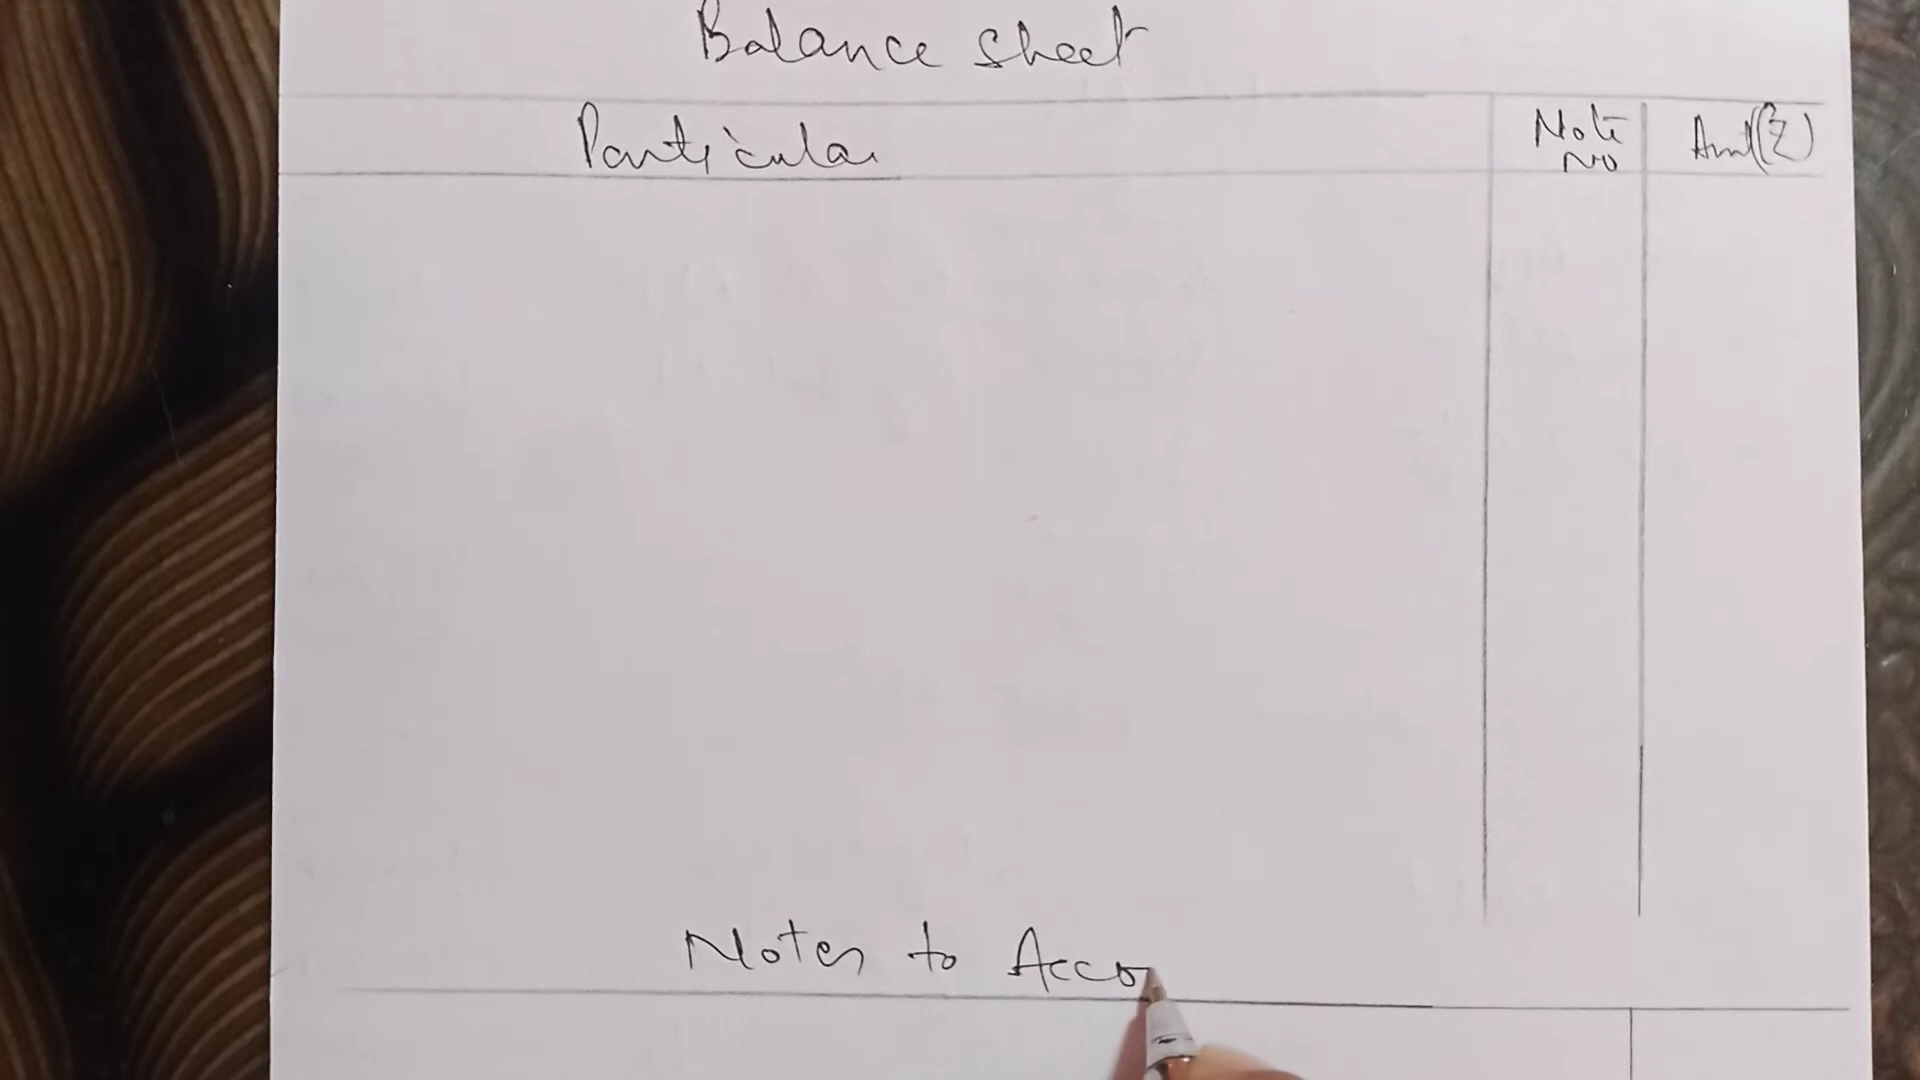 Balance Sheet
Particular
Note
No
Amt(₹)
Notes to Acco